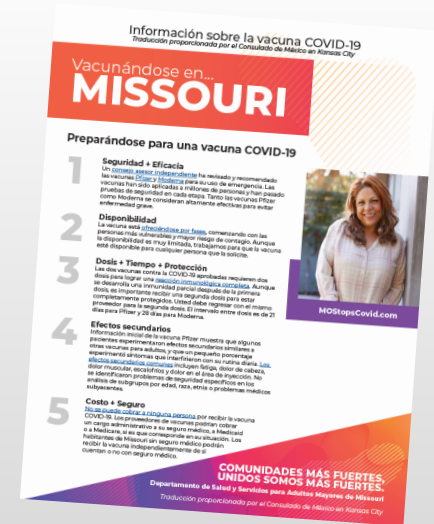 Información sobre la vacuna COVID-19
Traducción proporcionada por el Consulado de México en Kansas City
Vacunándose en...
MISSOURI
Preparándose para una vacuna COVID-19
1
Seguridad + Eficacia
Un consejo asesor independiente ha revisado y recomendado
las vacunas Pfizer y Moderna para su uso de emergencia. Las
vacunas han sido aplicadas a millones de personas y han pasado
pruebas de seguridad en cada etapa. Tanto las vacunas Pfizer
como Moderna se consideran altamente efectivas para evitar
enfermedad grave.
2
Disponibilidad
La vacuna está ofreciéndose por fases, comenzando con las
personas más vulnerables y mayor riesgo de contagio. Aunque
la disponibilidad es muy limitada, trabajamos para que la vacuna
esté disponible para cualquier persona que la solicite.
3
Dosis + Tiempo + Protección
Las dos vacunas contra la COVID-19 aprobadas requieren dos
dosis para lograr una reacción inmunológica completa. Aunque
se desarrolla una inmunidad parcial después de la primera
dosis, es importante recibir una segunda dosis para estar
completamente protegidos. Usted debe regresar con el mismo
proveedor para la segunda dosis. El intervalo entre dosis es de 21
días para Pfizer y 28 días para Moderna.
4
Efectos secundarios
Información inicial de la vacuna Pfizer muestra que algunos
pacientes experimentaron efectos secundarios similares a
otras vacunas para adultos, y que un pequeño porcentaje
experimentó síntomas que interfirieron con su rutina diaria. Los
efectos secundarios comunes incluyen fatiga, dolor de cabeza,
dolor muscular, escalofríos y dolor en el área de inyección. No
se identificaron problemas de seguridad específicos en los
análisis de subgrupos por edad, raza, etnia o problemas médicos
subyacentes.
5
Costo + Seguro
No se puede cobrar a ninguna persona por recibir la vacuna
COVID-19. Los proveedores de vacunas podrían cobrar
un cargo administrativo a su seguro médico, a Medicaid
o a Medicare, si es que corresponde en su situación. Los
habitantes de Missouri sin seguro médico podrán
recibir la vacuna independientemente de si
cuentan o no con seguro médico.
MOStopsCovid.com
COMUNIDADES MÁS FUERTES,
UNIDOS SOMOS MÁS FUERTES.
Departamento de Salud y Servicios para Adultos Mayores de Missouri
Traducción proporcionada por el Consulado de México en Kansas City